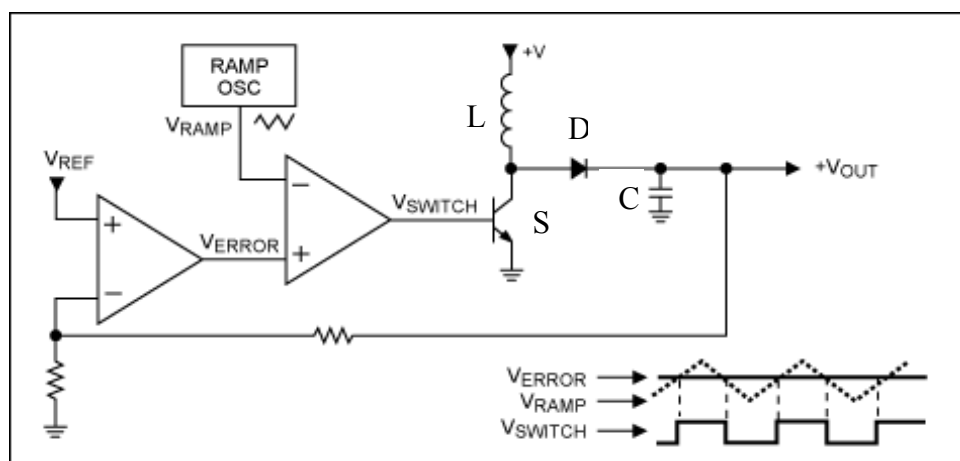 RAMP
OSC
+V
L
VRAMP
D
VREF
−
+VOUT
C
VSWITCH
S
+
VERROR
+
−
VERROR
VRAMP
VSWITCH